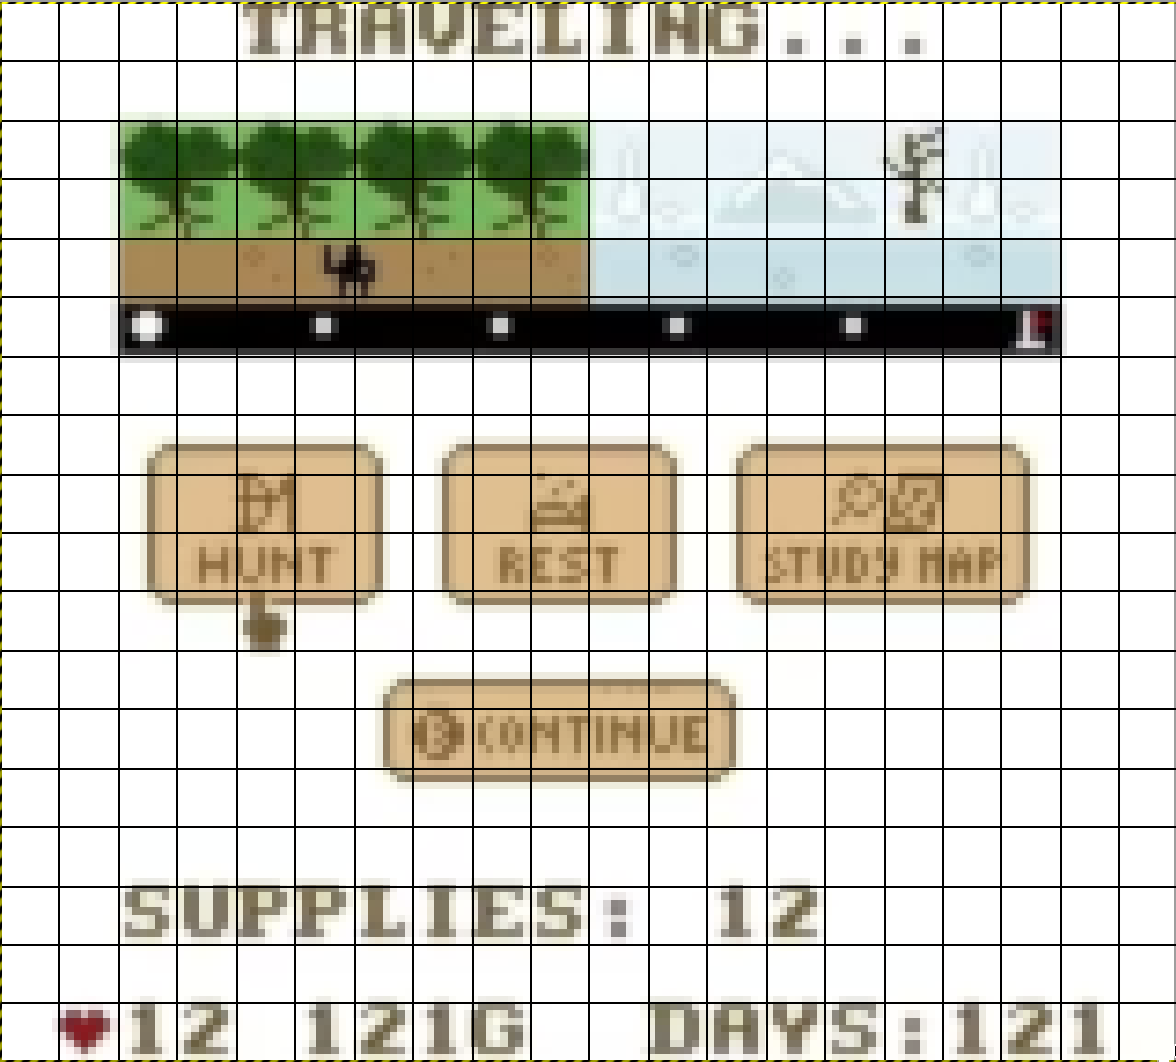 TRAVELING...
HUNT REST STUDY MAP
CONTINUE
SUPPLIES: 12
12 121G DAYS:121